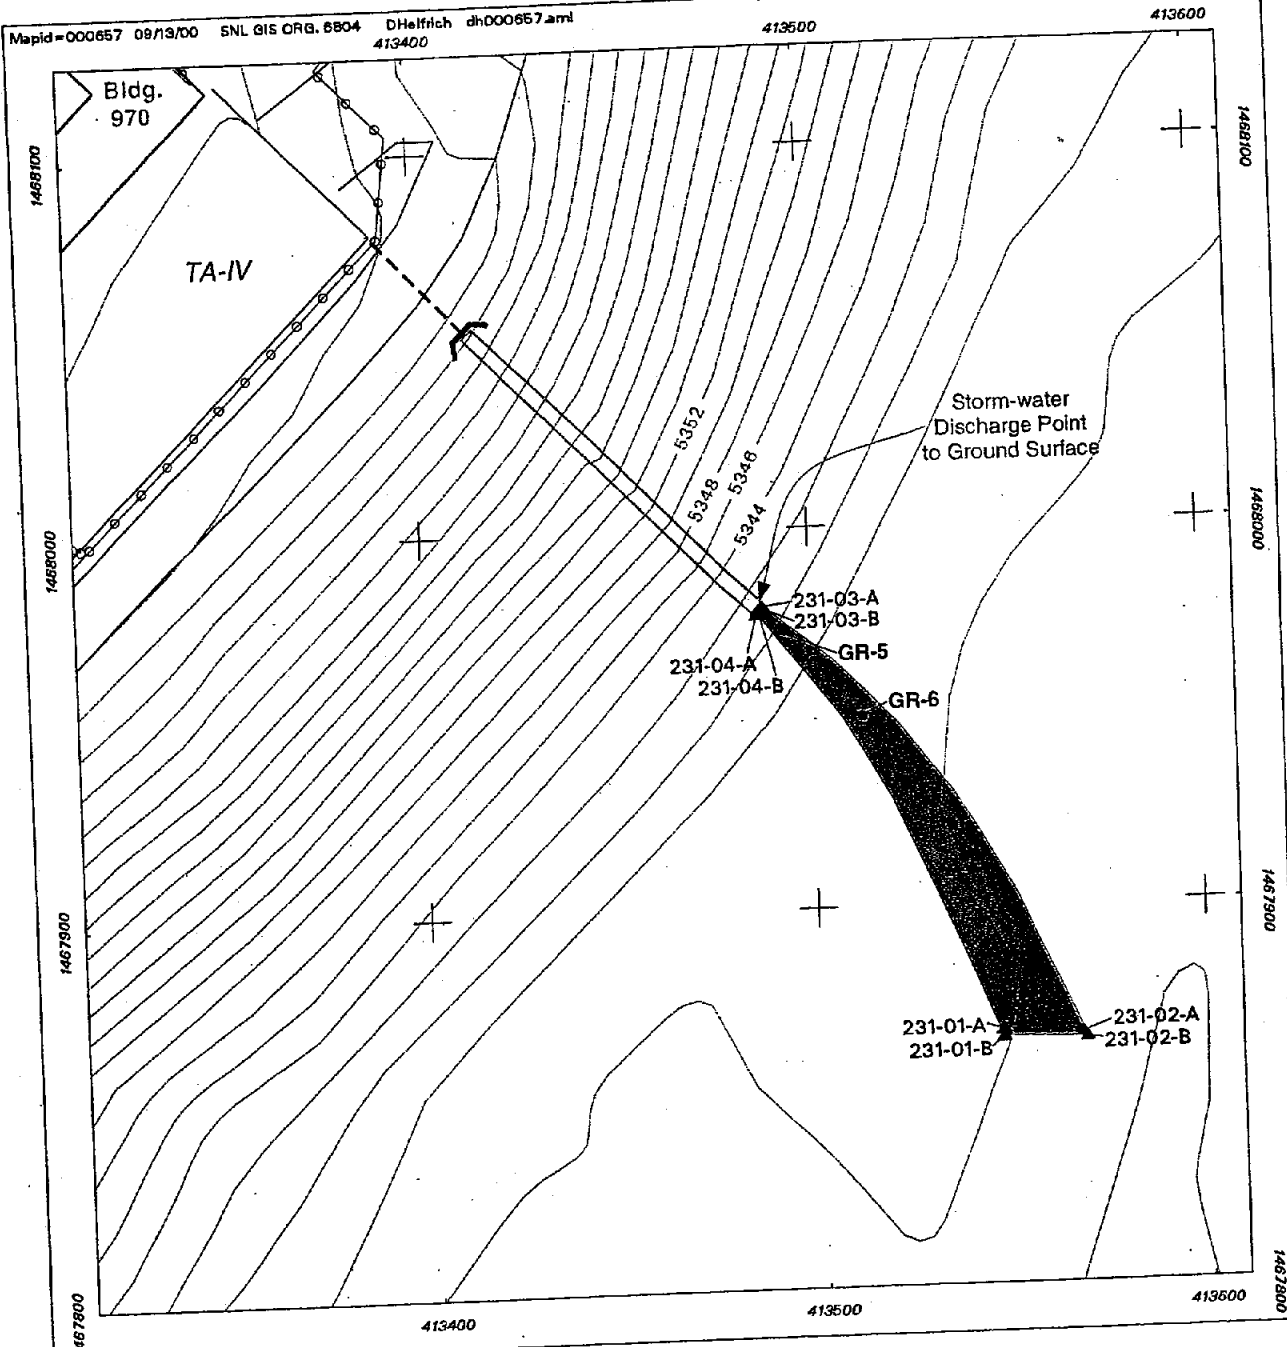 Mapid=000657 09/13/00 SNL GIS ORG. 6804 DHelfrich dh000657.aml
413400
413500
413600
Bldg.
970
1468100
1468100
TA-IV
Storm-water
Discharge Point
to Ground Surface
5352
5346
5348
5344
1468000
1468000
231-03-A
231-03-B
GR-5
231-04-A
231-04-B
GR-6
1467900
1467900
231-01-A
231-02-A
231-01-B
231-02-B
1467800
67800
413400
413500
413600